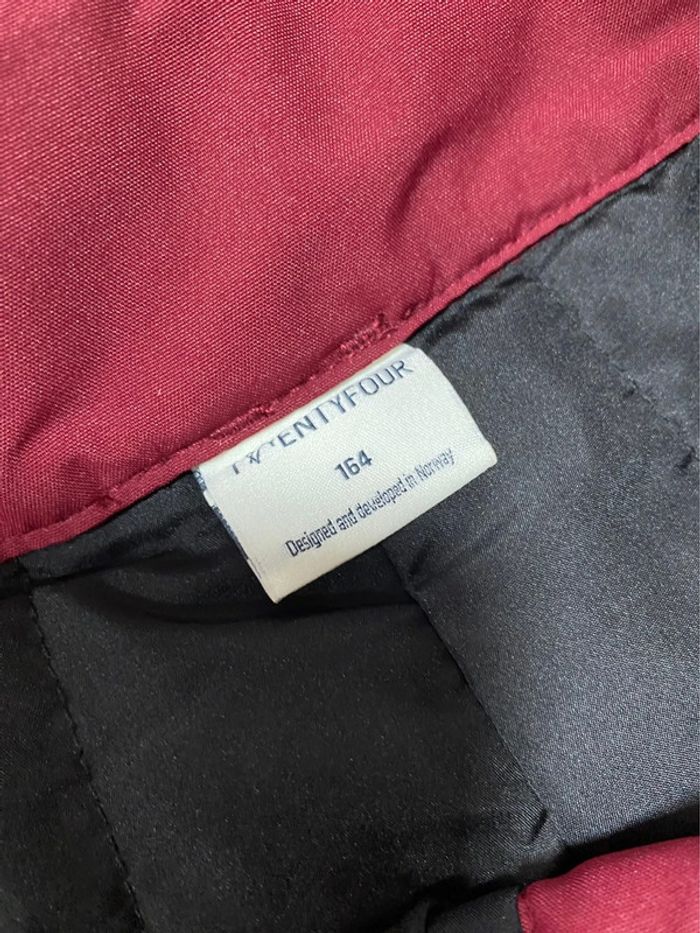 TWENTYFOUR
164
Designed and developed in Norway